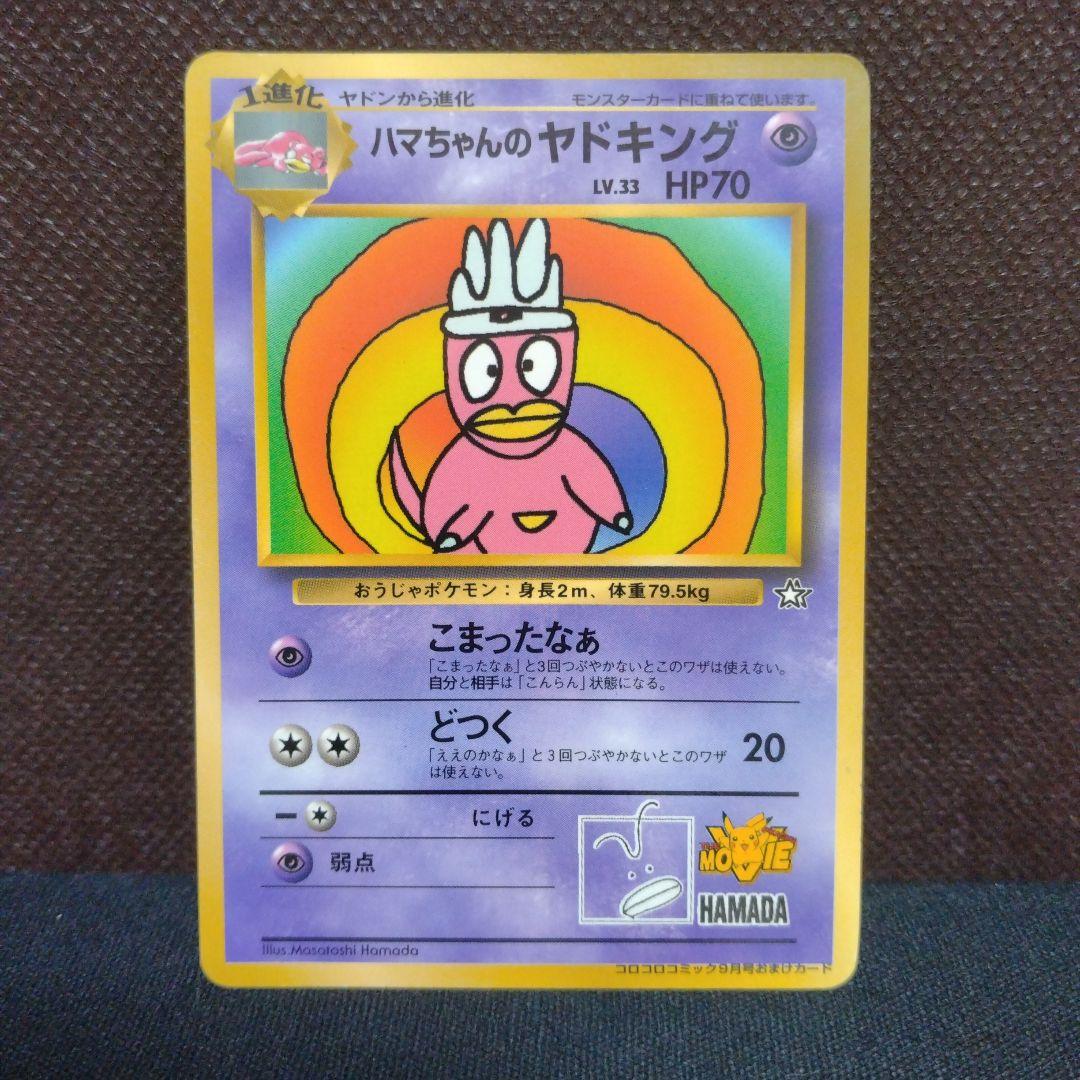 1進化
ヤドンから進化
モンスターカードに重ねて使います。
ハマちゃんのヤドキング
LV.33 HP70
おうじゃポケモン：身長2m、体重79.5kg
こまったなぁ
「こまったなぁ」と3回つぶやかないとこのワザは使えない。
自分と相手は「こんらん」状態になる。
どつく
「ええのかなぁ」と3回つぶやかないとこのワザ
は使えない。
20
にげる
弱点
MOVIE
HAMADA
Illus.Masatoshi Hamada
コロコロコミック9月号おまけカード